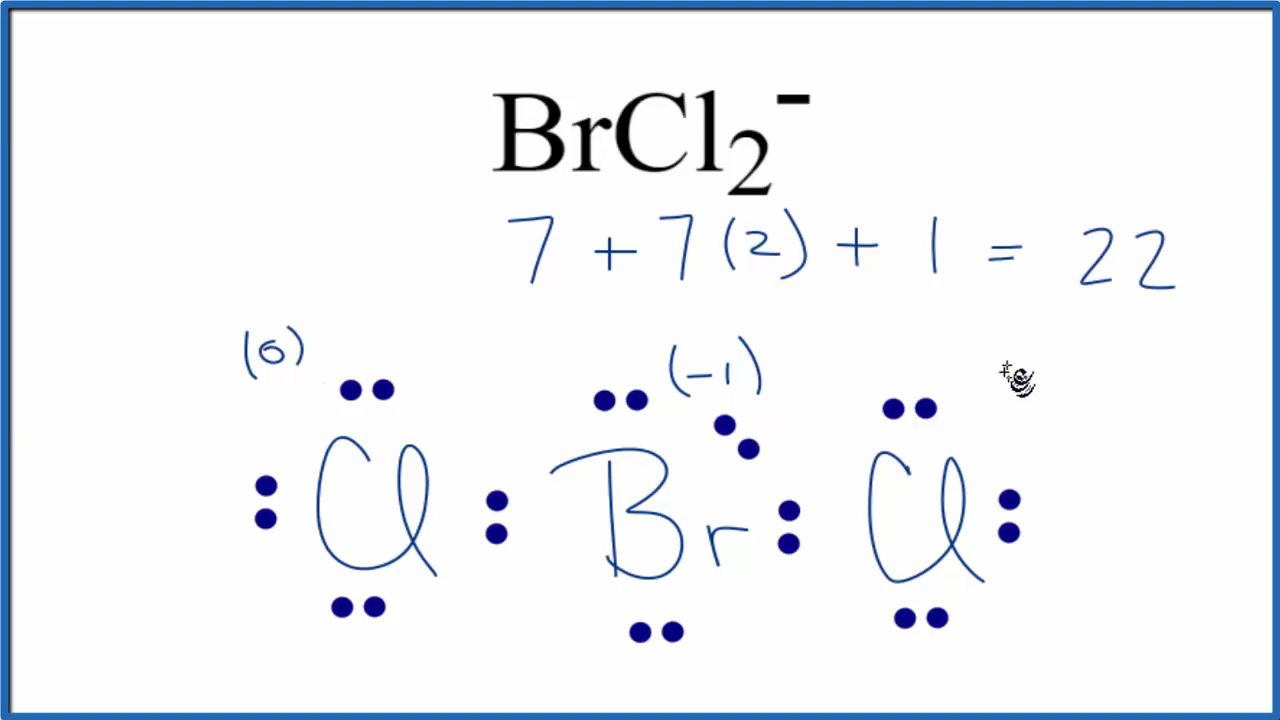 BrCl₂⁻
7 + 7(2) + 1 = 22
(0) (-1)
Cl Br Cl